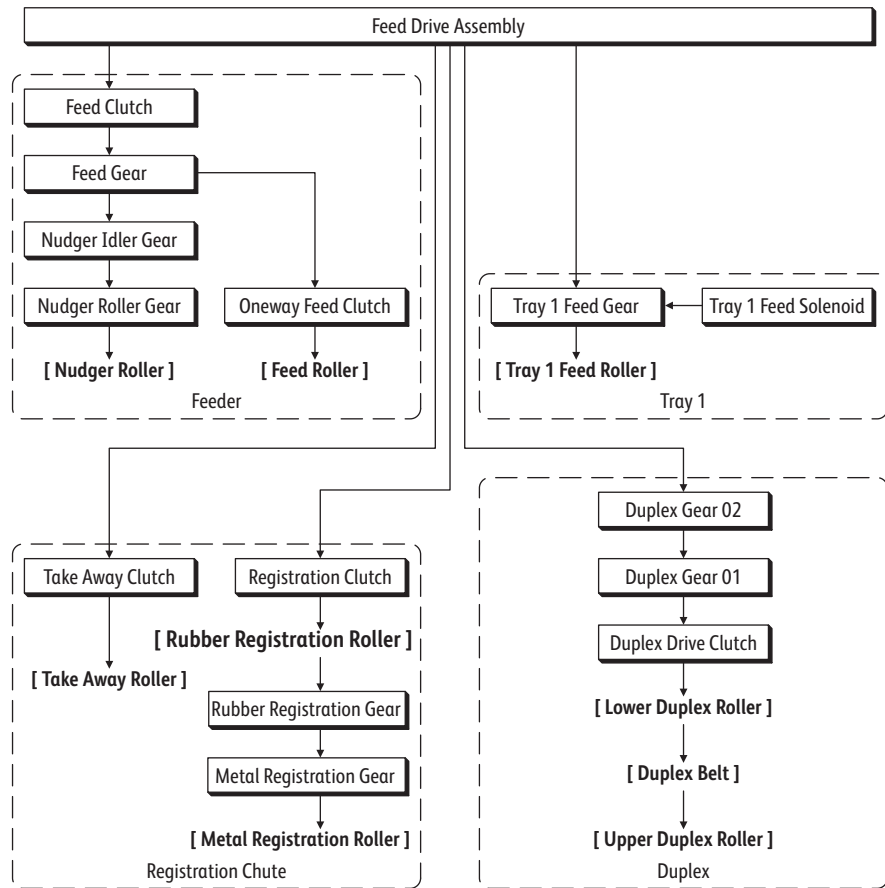 Feed Drive Assembly
Feed Clutch
Feed Gear
Nudger Idler Gear
Nudger Roller Gear
Oneway Feed Clutch
[ Nudger Roller ]
[ Feed Roller ]
Feeder
Tray 1 Feed Gear
Tray 1 Feed Solenoid
[ Tray 1 Feed Roller ]
Tray 1
Take Away Clutch
[ Take Away Roller ]
Registration Clutch
[ Rubber Registration Roller ]
Rubber Registration Gear
Metal Registration Gear
[ Metal Registration Roller ]
Registration Chute
Duplex Gear 02
Duplex Gear 01
Duplex Drive Clutch
[ Lower Duplex Roller ]
[ Duplex Belt ]
[ Upper Duplex Roller ]
Duplex